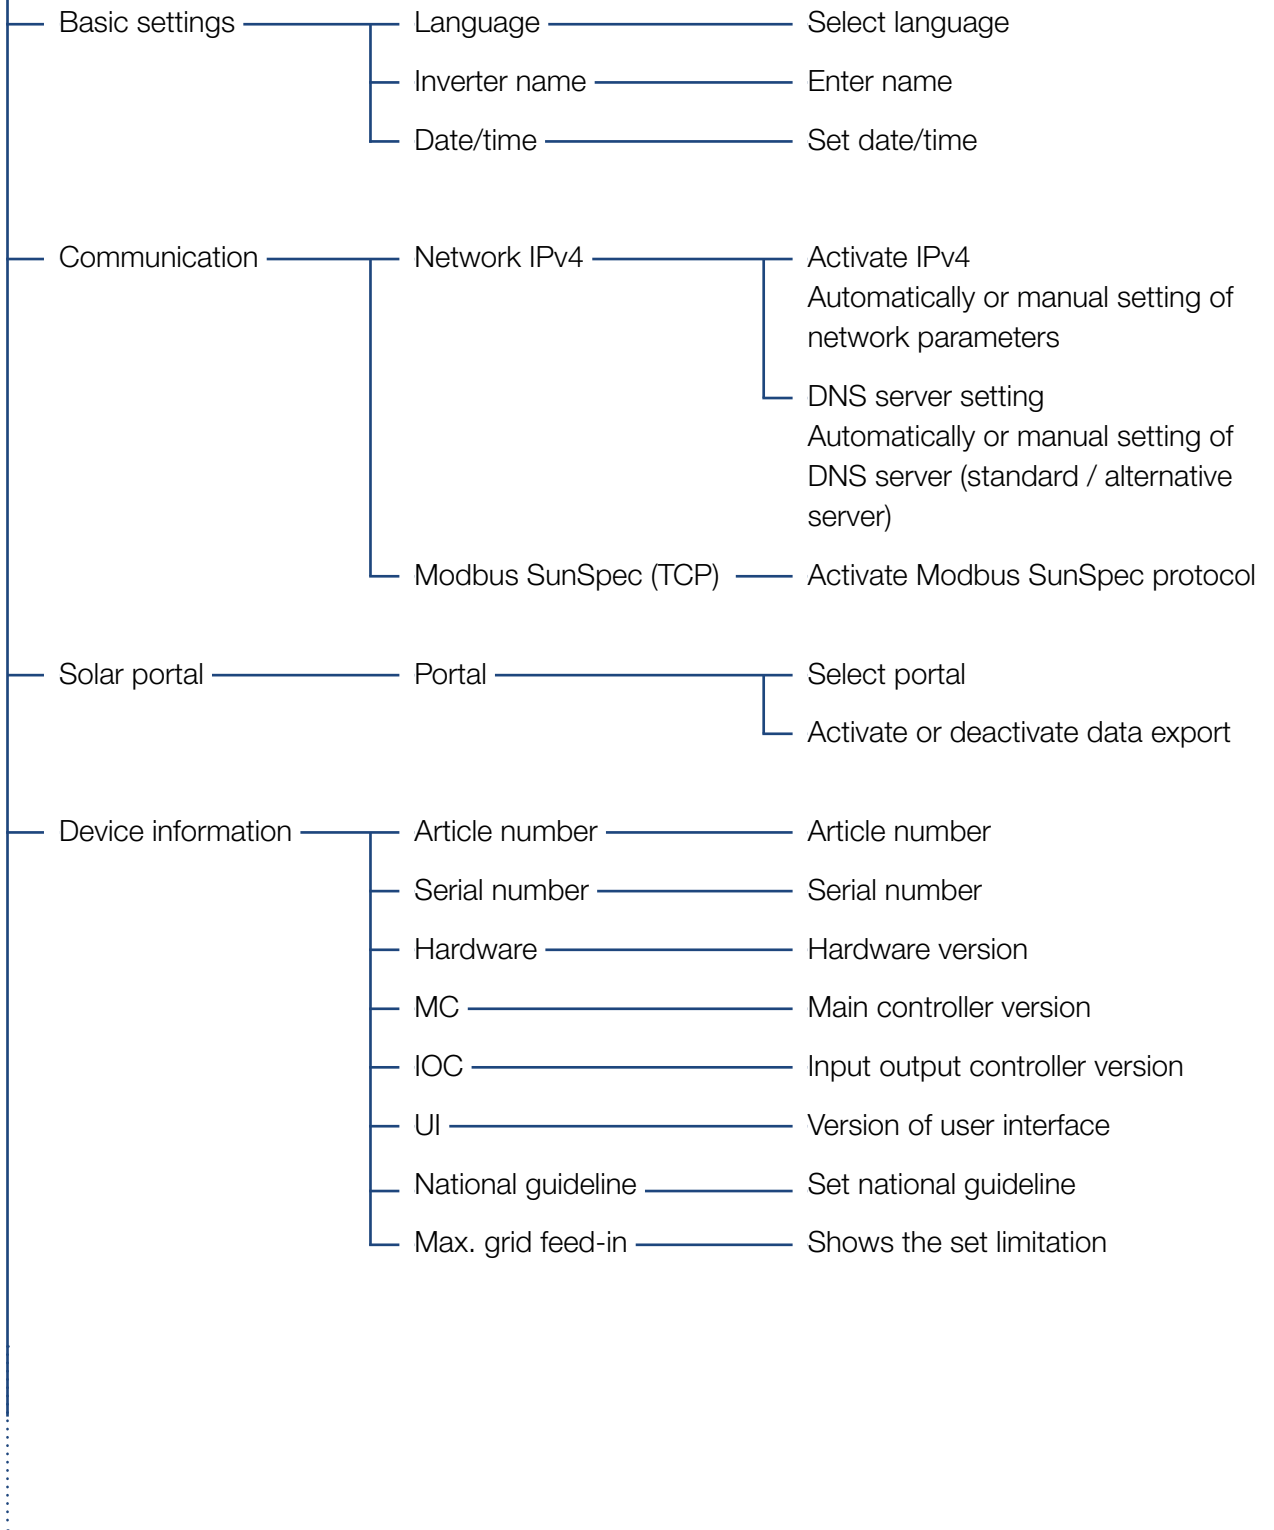 Basic settings Language Select language
Inverter name Enter name
Date/time Set date/time
Communication Network IPv4 Activate IPv4
Automatically or manual setting of
network parameters
DNS server setting
Automatically or manual setting of
DNS server (standard / alternative
server)
Modbus SunSpec (TCP) Activate Modbus SunSpec protocol
Solar portal Portal Select portal
Activate or deactivate data export
Device information Article number Article number
Serial number Serial number
Hardware Hardware version
MC Main controller version
IOC Input output controller version
UI Version of user interface
National guideline Set national guideline
Max. grid feed-in Shows the set limitation